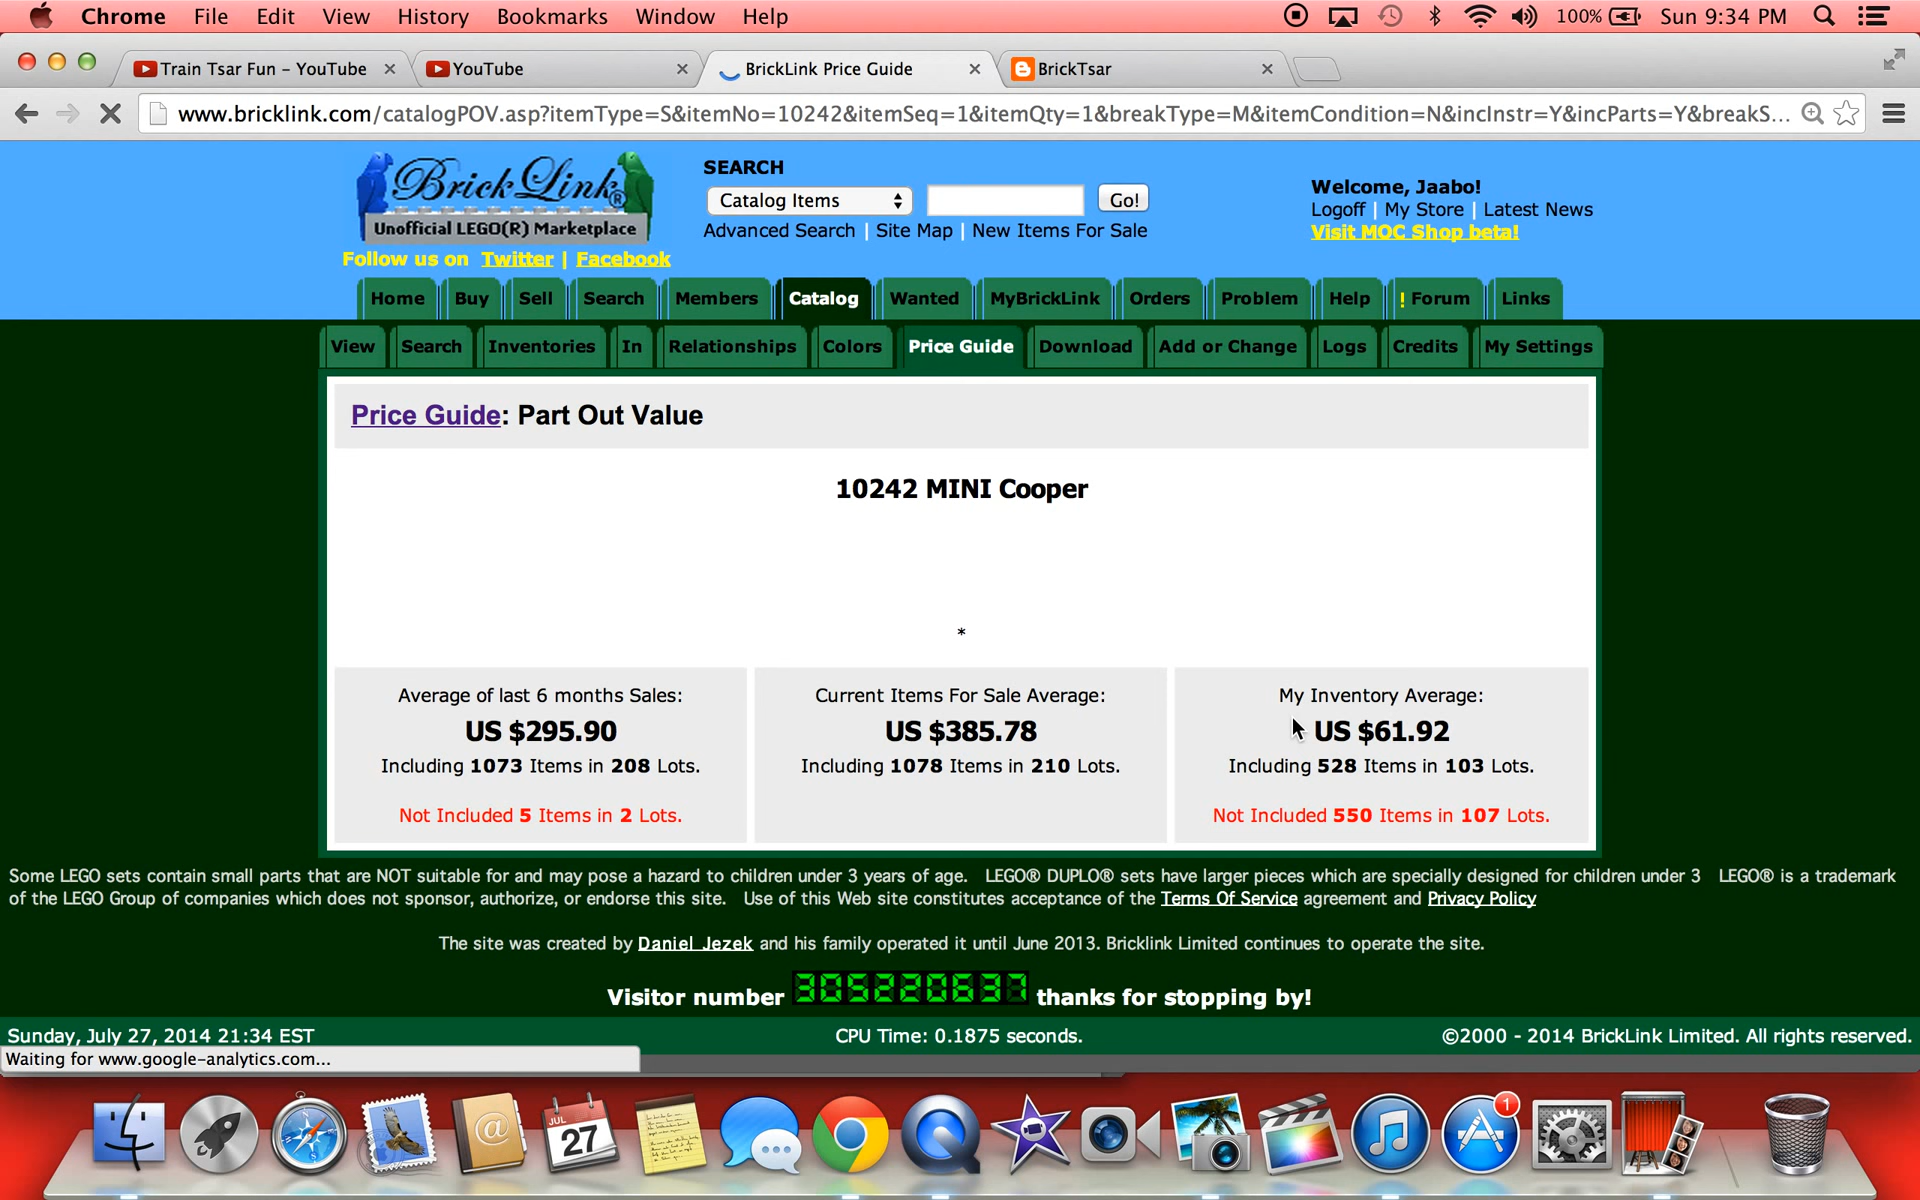 Chrome File Edit View History Bookmarks Window Help 100% Sun 9:34 PM
Train Tsar Fun - YouTube YouTube BrickLink Price Guide BrickTsar
www.bricklink.com/catalogPOV.asp?itemType=S&itemNo=10242&itemSeq=1&itemQty=1&breakType=M&itemCondition=N&incInstr=Y&incParts=Y&breakS...
BrickLink®
Unofficial LEGO(R) Marketplace
Follow us on Twitter | Facebook
SEARCH
Catalog Items Go!
Advanced Search | Site Map | New Items For Sale
Welcome, Jaabo!
Logoff | My Store | Latest News
Visit MOC Shop beta!
Home Buy Sell Search Members Catalog Wanted MyBrickLink Orders Problem Help ! Forum Links
View Search Inventories In Relationships Colors Price Guide Download Add or Change Logs Credits My Settings
Price Guide: Part Out Value
10242 MINI Cooper
*
Average of last 6 months Sales:
US $295.90
Including 1073 Items in 208 Lots.
Not Included 5 Items in 2 Lots.
Current Items For Sale Average:
US $385.78
Including 1078 Items in 210 Lots.
My Inventory Average:
US $61.92
Including 528 Items in 103 Lots.
Not Included 550 Items in 107 Lots.
Some LEGO sets contain small parts that are NOT suitable for and may pose a hazard to children under 3 years of age. LEGO® DUPLO® sets have larger pieces which are specially designed for children under 3 LEGO® is a trademark
of the LEGO Group of companies which does not sponsor, authorize, or endorse this site. Use of this Web site constitutes acceptance of the Terms Of Service agreement and Privacy Policy
The site was created by Daniel Jezek and his family operated it until June 2013. Bricklink Limited continues to operate the site.
Visitor number 305220637 thanks for stopping by!
Sunday, July 27, 2014 21:34 EST CPU Time: 0.1875 seconds. ©2000 - 2014 BrickLink Limited. All rights reserved.
Waiting for www.google-analytics.com...
JUL
27
1